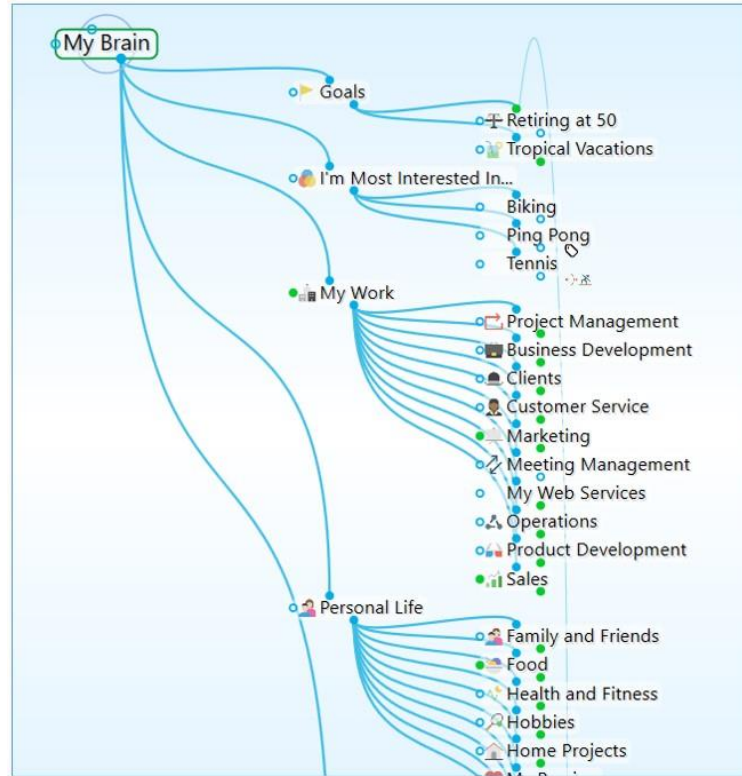 My Brain
Goals
Retiring at 50
Tropical Vacations
I'm Most Interested In...
Biking
Ping Pong
Tennis
My Work
Project Management
Business Development
Clients
Customer Service
Marketing
Meeting Management
My Web Services
Operations
Product Development
Sales
Personal Life
Family and Friends
Food
Health and Fitness
Hobbies
Home Projects